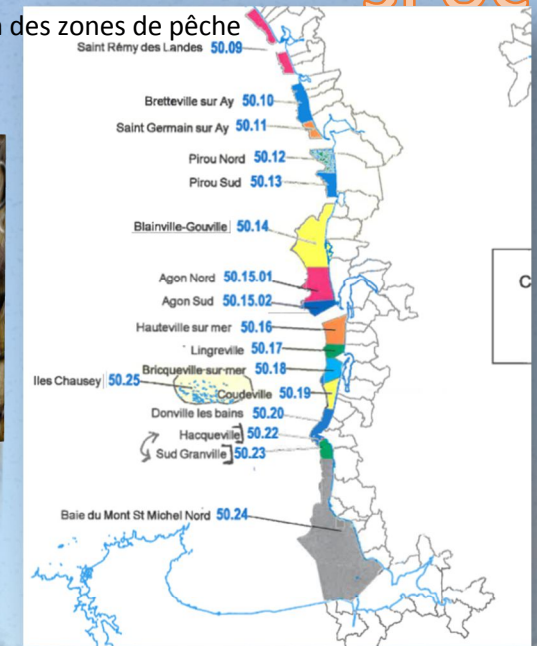 des zones de pêche
Saint Rémy des Landes 50.09
Bretteville sur Ay 50.10
Saint Germain sur Ay 50.11
Pirou Nord 50.12
Pirou Sud 50.13
Blainville-Gouville 50.14
Agon Nord 50.15.01
Agon Sud 50.15.02
Hauteville sur mer 50.16
Lingreville 50.17
Bricqueville-sur-mer 50.18
Iles Chausey 50.25
Coudeville 50.19
Donville les bains 50.20
Hacqueville 50.22
Sud Granville 50.23
Baie du Mont St Michel Nord 50.24
C